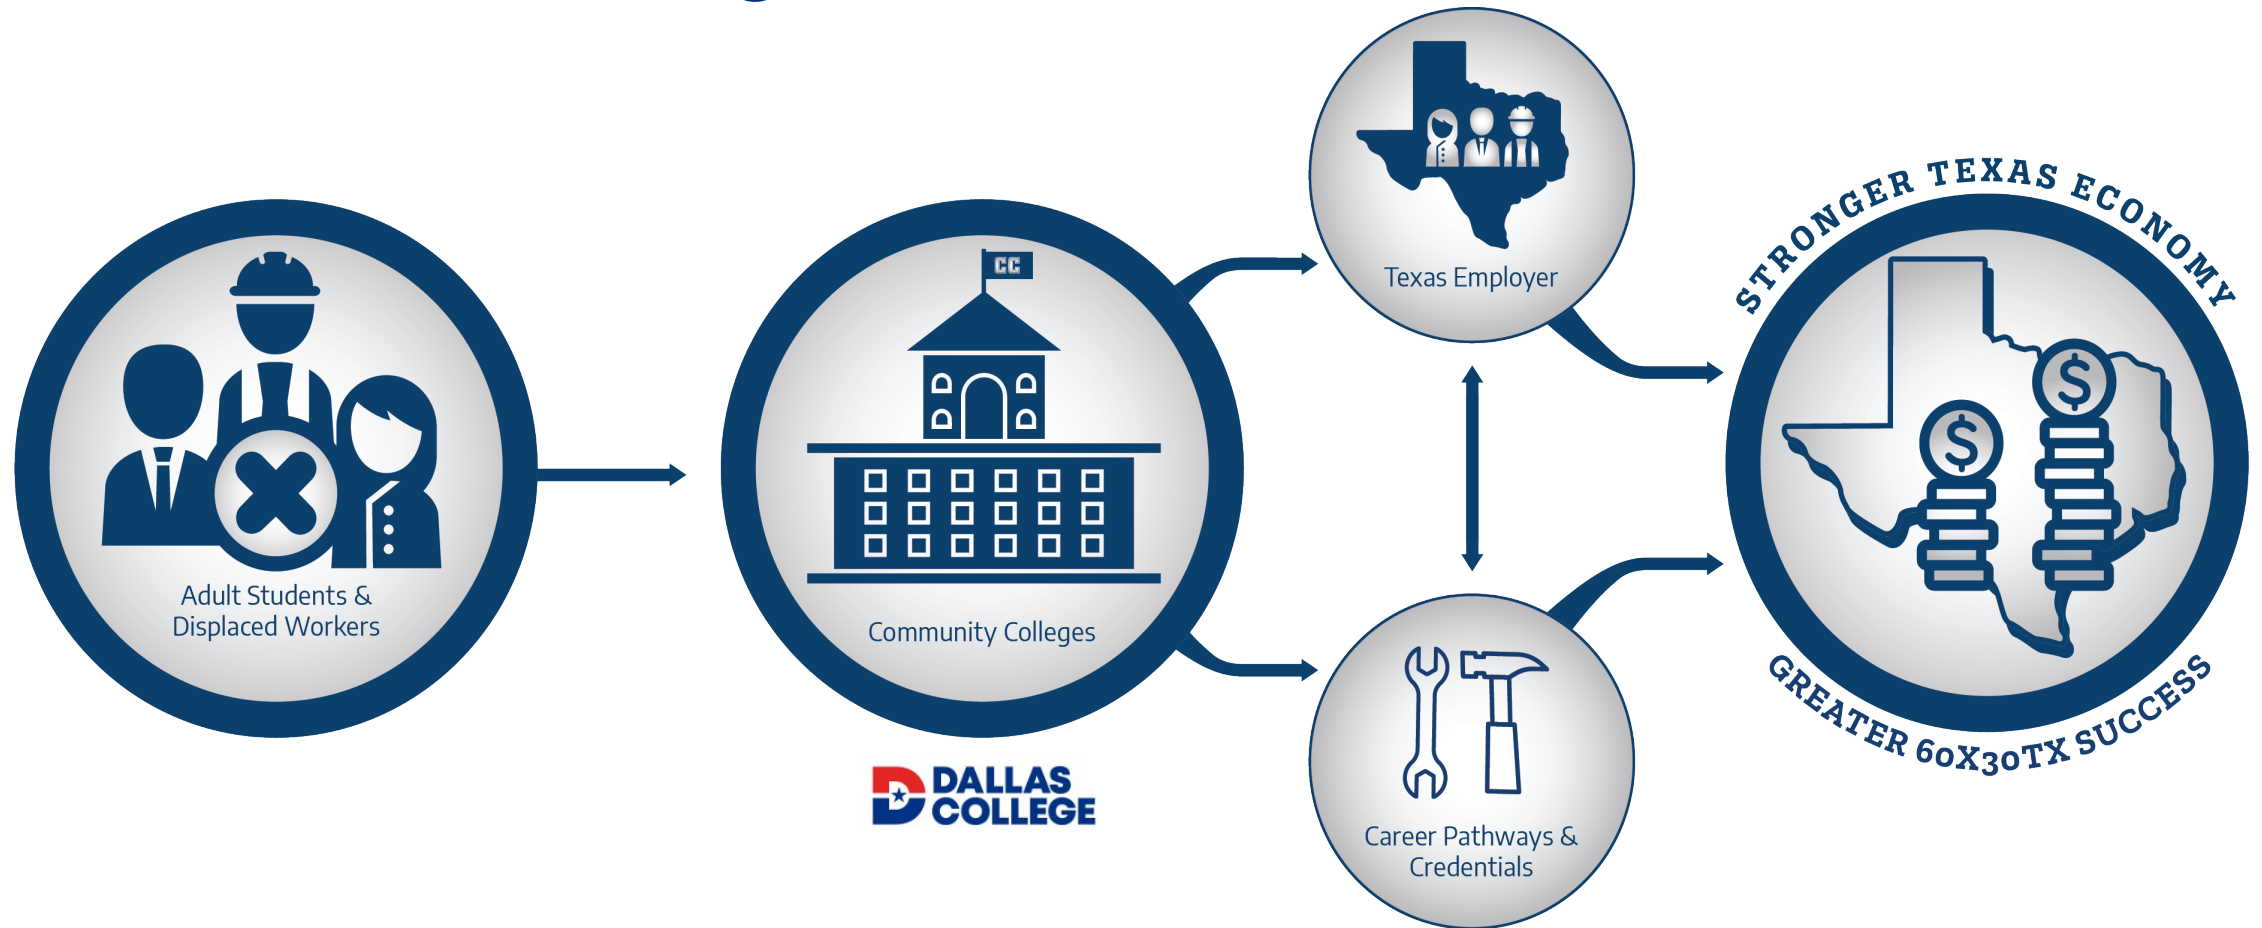 Adult Students &
Displaced Workers
CC
Community Colleges
DALLAS
COLLEGE
Texas Employer
Career Pathways &
Credentials
STRONGER TEXAS ECONOMY
$
$
GREATER 60X30TX SUCCESS